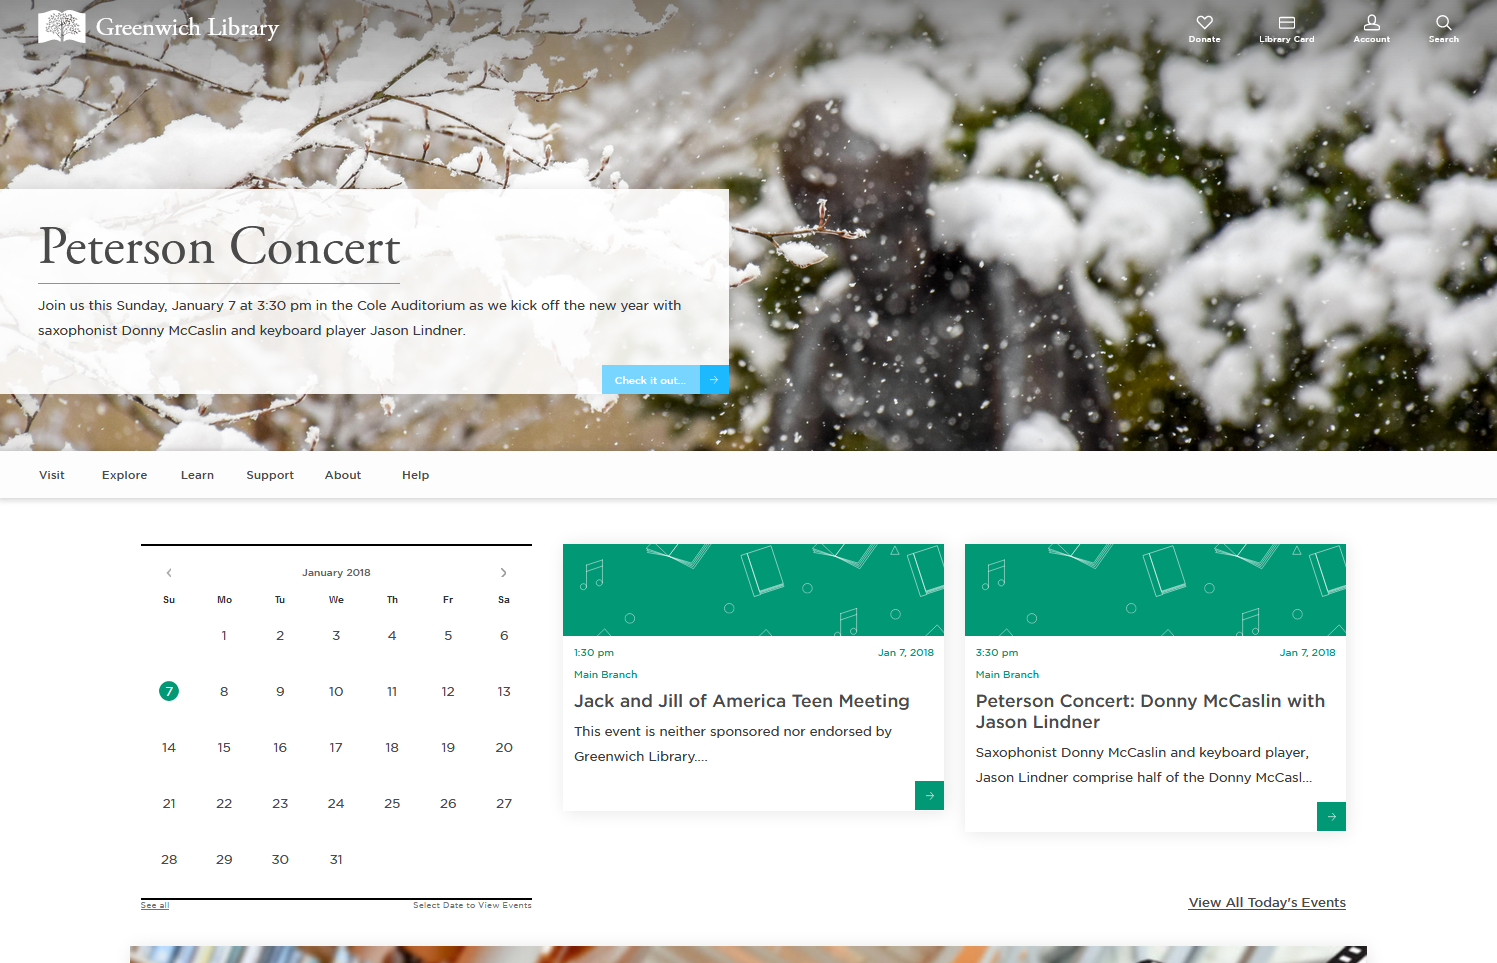 Greenwich Library
Donate
Library Card
Account
Search
Peterson Concert
Join us this Sunday, January 7 at 3:30 pm in the Cole Auditorium as we kick off the new year with
saxophonist Donny McCaslin and keyboard player Jason Lindner.
Check it out...
Visit Explore Learn Support About Help
January 2018
Su Mo Tu We Th Fr Sa
1 2 3 4 5 6
7 8 9 10 11 12 13
14 15 16 17 18 19 20
21 22 23 24 25 26 27
28 29 30 31
See all
Select Date to View Events
1:30 pm
Jan 7, 2018
Main Branch
Jack and Jill of America Teen Meeting
This event is neither sponsored nor endorsed by
Greenwich Library....
3:30 pm
Jan 7, 2018
Main Branch
Peterson Concert: Donny McCaslin with
Jason Lindner
Saxophonist Donny McCaslin and keyboard player,
Jason Lindner comprise half of the Donny McCasl...
View All Today's Events